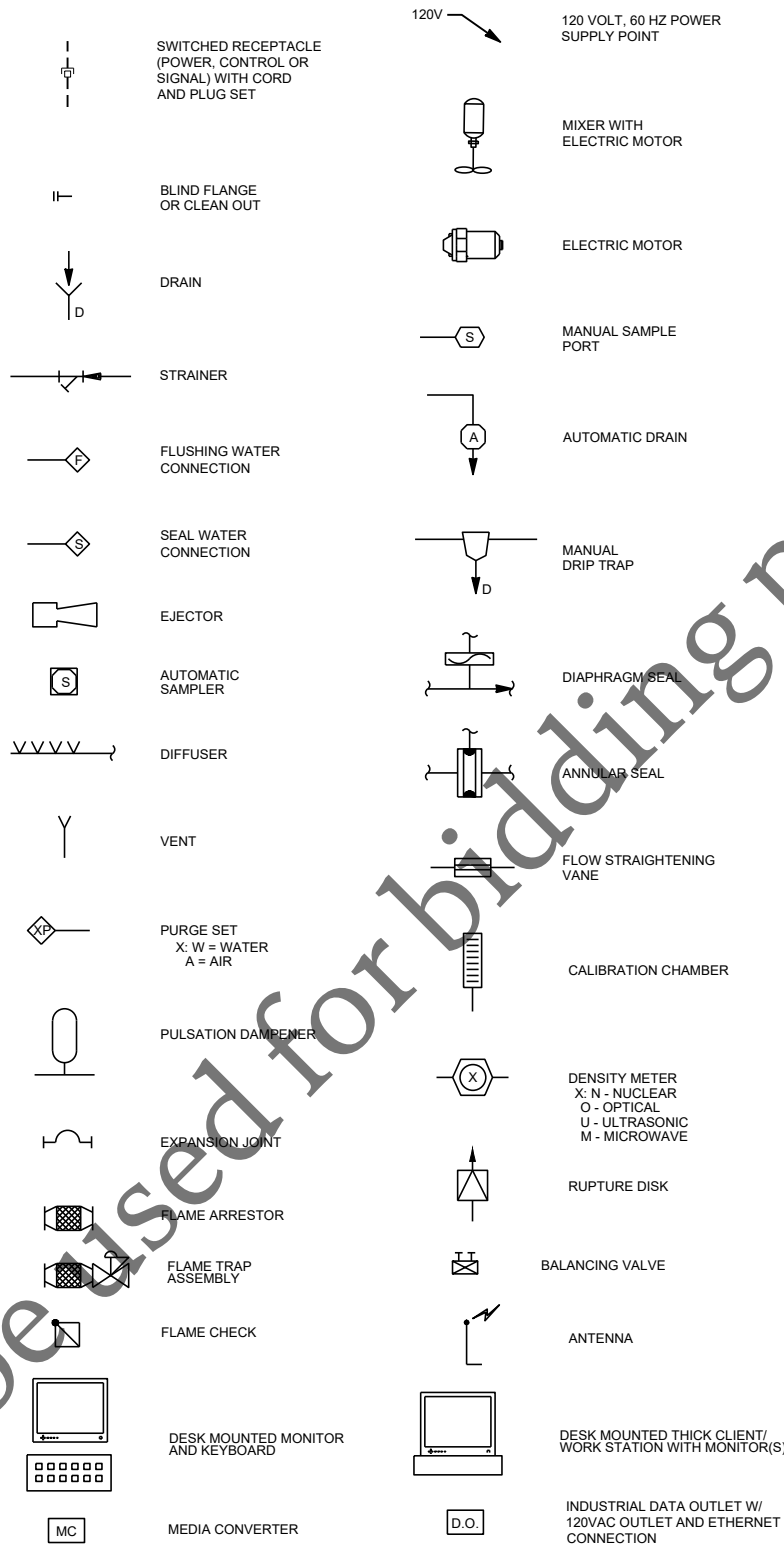 SWITCHED RECEPTACLE
(POWER, CONTROL OR
SIGNAL) WITH CORD
AND PLUG SET
BLIND FLANGE
OR CLEAN OUT
D
DRAIN
STRAINER
F
FLUSHING WATER
CONNECTION
S
SEAL WATER
CONNECTION
EJECTOR
S
AUTOMATIC
SAMPLER
DIFFUSER
VENT
XP
PURGE SET
X: W = WATER
A = AIR
PULSATION DAMPENER
EXPANSION JOINT
FLAME ARRESTOR
FLAME TRAP
ASSEMBLY
FLAME CHECK
DESK MOUNTED MONITOR
AND KEYBOARD
MC
MEDIA CONVERTER
120V
120 VOLT, 60 HZ POWER
SUPPLY POINT
MIXER WITH
ELECTRIC MOTOR
ELECTRIC MOTOR
S
MANUAL SAMPLE
PORT
A
AUTOMATIC DRAIN
D
MANUAL
DRIP TRAP
DIAPHRAGM SEAL
ANNULAR SEAL
FLOW STRAIGHTENING
VANE
CALIBRATION CHAMBER
X
DENSITY METER
X: N - NUCLEAR
O - OPTICAL
U - ULTRASONIC
M - MICROWAVE
RUPTURE DISK
BALANCING VALVE
ANTENNA
DESK MOUNTED THICK CLIENT/
WORK STATION WITH MONITOR(S)
D.O.
INDUSTRIAL DATA OUTLET W/
120VAC OUTLET AND ETHERNET
CONNECTION
be used for bidding